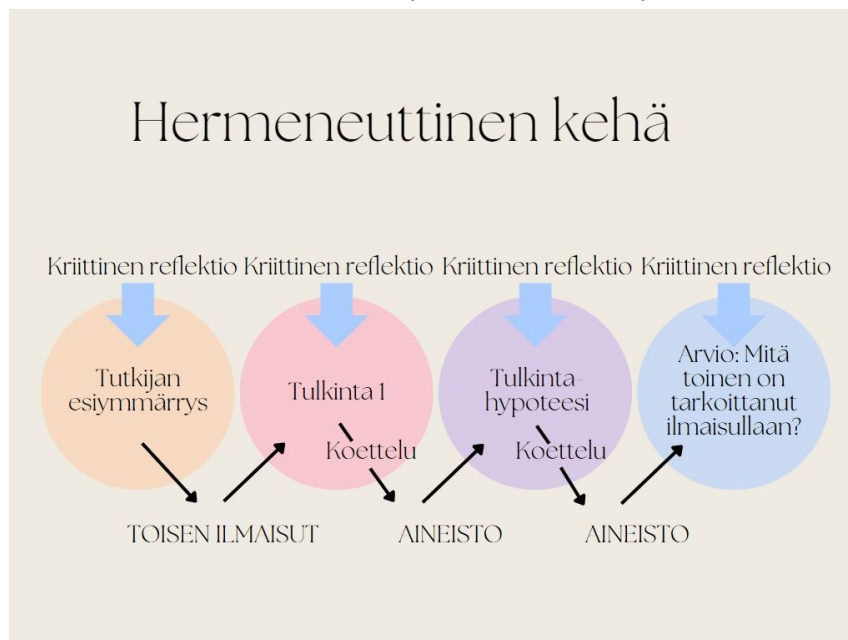 Hermeneuttinen kehä
Kriittinen reflektio Kriittinen reflektio Kriittinen reflektio Kriittinen reflektio
Tutkijan
esiymmärrys
Tulkinta 1
Koettelu
Tulkinta-
hypoteesi
Koettelu
Arvio: Mitä
toinen on
tarkoittanut
ilmaisullaan?
TOISEN ILMAISUT
AINEISTO
AINEISTO